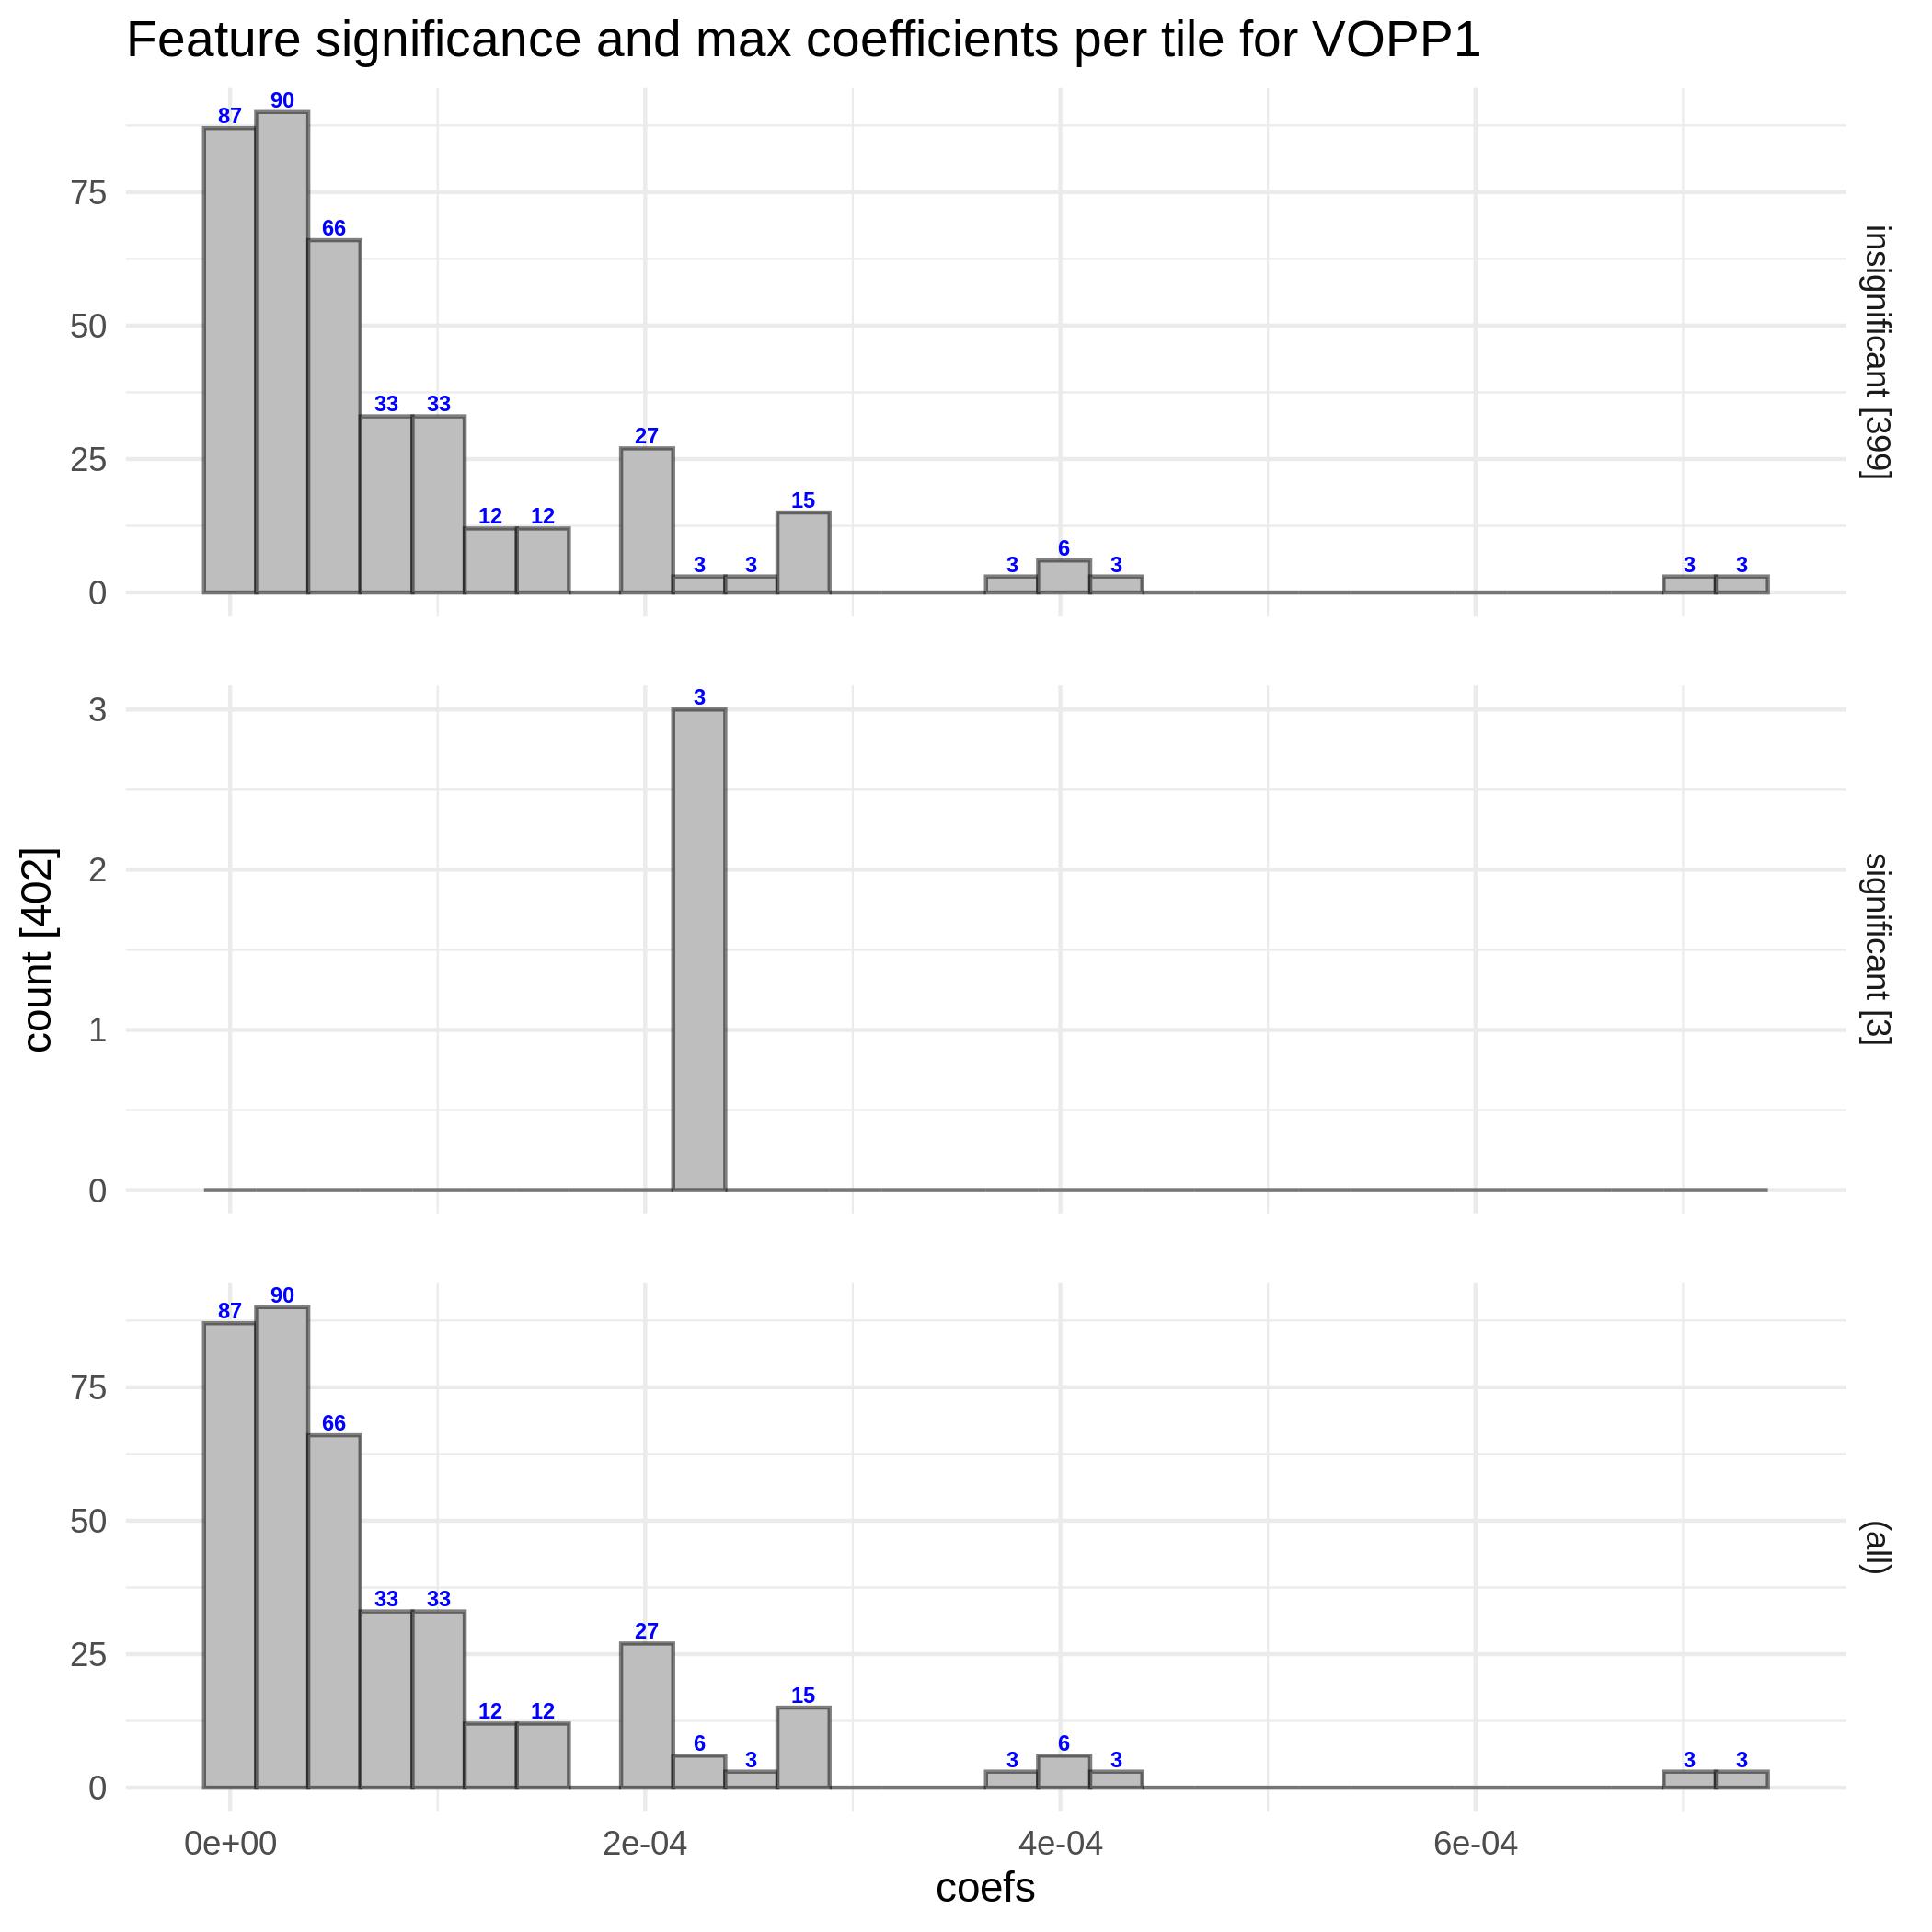 Feature significance and max coefficients per tile for VOPP1
87 90 66 33 33 12 12 27 3 3 15 3 6 3 3 3
75
50
25
0
insignificant [399]
3
3
2
1
0
significant [3]
count [402]
87 90 66 33 33 12 12 27 6 3 15 3 6 3 3 3
75
50
25
0
(all)
0e+00 2e-04 4e-04 6e-04
coefs